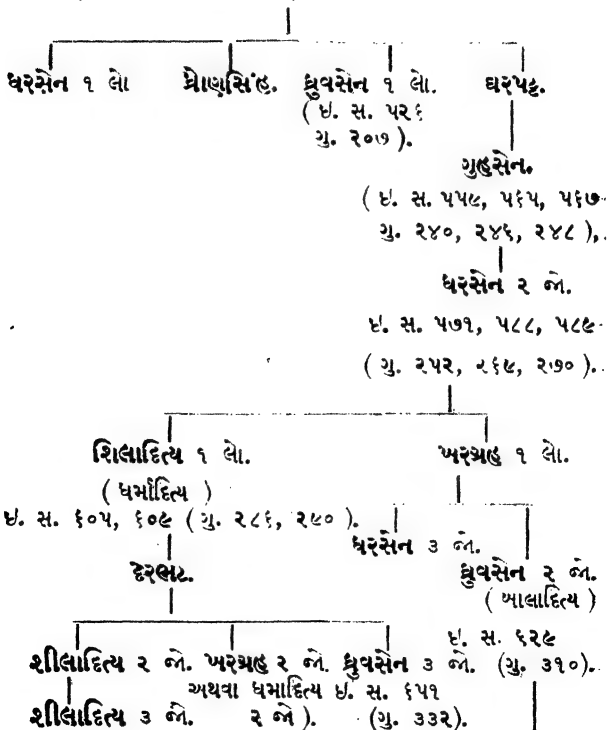 ધરસેન ૧ લેા દ્રોણસિંહ. ધ્રુવસેન ૧ લેા. ધરપટ્ટ.
( ઇ. સ. ૫૨૬
ગુ. ૨૦૭ ).
ગુહસેન.
( ઇ. સ. ૫૫૯, ૫૬૫, ૫૬૭
ગુ. ૨૪૦, ૨૪૬, ૨૪૮ ),
ધરસેન ૨ જો.
ઇ. સ. ૫૭૧, ૫૮૮, ૫૮૯
( ગુ. ૨૫૨, ૨૬૯, ૨૭૦ ).
શિલાદિત્ય ૧ લેા. ખરગ્રહ ૧ લેા.
( ધર્માદિત્ય )
ઇ. સ. ૬૦૫, ૬૦૯ ( ગુ. ૨૮૬, ૨૯૦ ).
ધરસેન ૩ જો.
દેરભટ. ધ્રુવસેન ૨ જો.
( બાલાદિત્ય )
ઇ. સ. ૬૨૯
શીલાદિત્ય ૨ જો. ખરગ્રહ ૨ જો. ધ્રુવસેન ૩ જો. (ગુ. ૩૧૦).
અથવા ધમાદિત્ય ઇ. સ. ૬૫૧
શીલાદિત્ય ૩ જો. ૨ જો ). (ગુ. ૩૩૨).